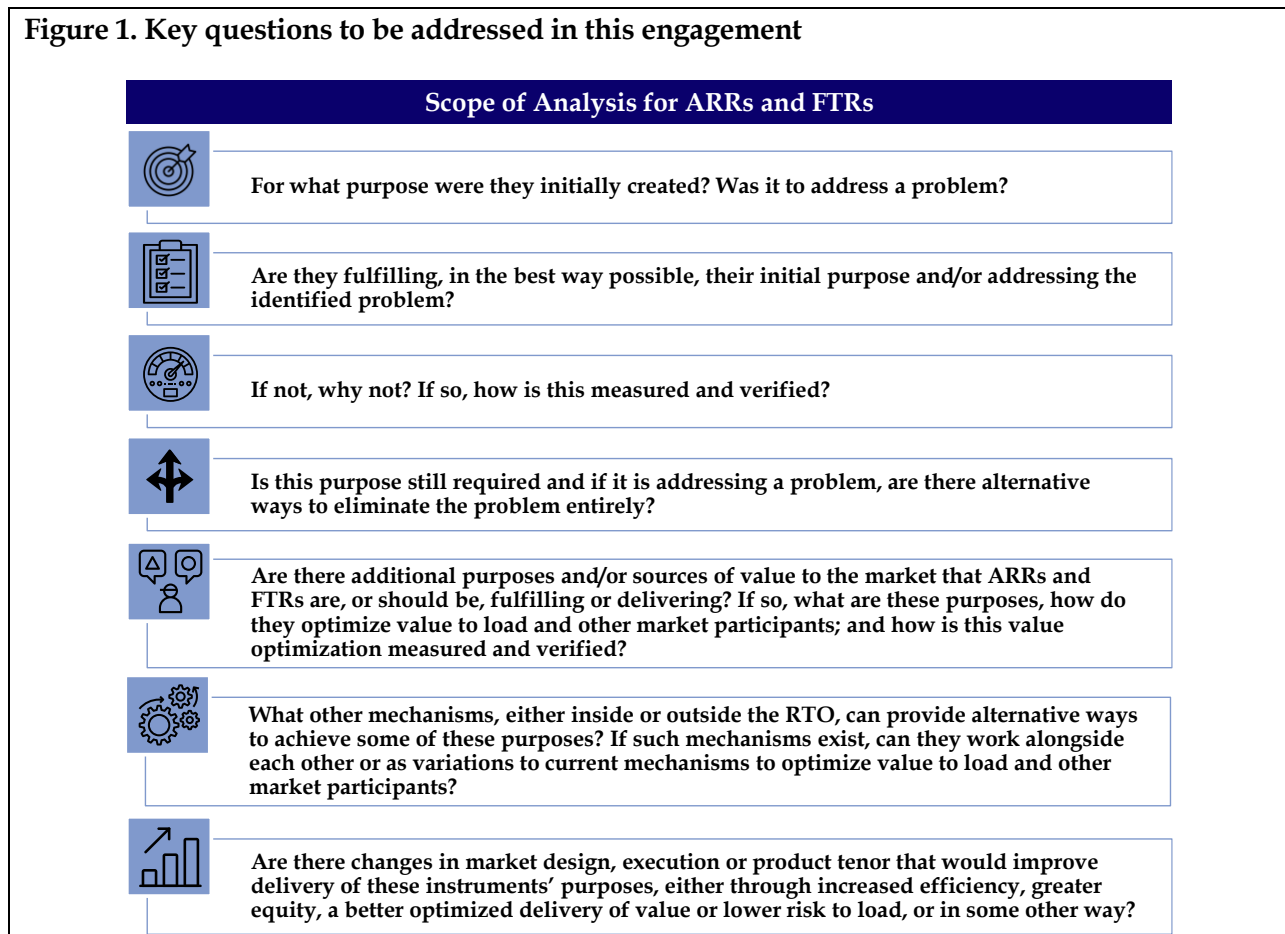 Figure 1. Key questions to be addressed in this engagement
Scope of Analysis for ARRs and FTRs
For what purpose were they initially created? Was it to address a problem?
Are they fulfilling, in the best way possible, their initial purpose and/or addressing the
identified problem?
If not, why not? If so, how is this measured and verified?
Is this purpose still required and if it is addressing a problem, are there alternative
ways to eliminate the problem entirely?
Are there additional purposes and/or sources of value to the market that ARRs and
FTRs are, or should be, fulfilling or delivering? If so, what are these purposes, how do
they optimize value to load and other market participants; and how is this value
optimization measured and verified?
What other mechanisms, either inside or outside the RTO, can provide alternative ways
to achieve some of these purposes? If such mechanisms exist, can they work alongside
each other or as variations to current mechanisms to optimize value to load and other
market participants?
Are there changes in market design, execution or product tenor that would improve
delivery of these instruments' purposes, either through increased efficiency, greater
equity, a better optimized delivery of value or lower risk to load, or in some other way?